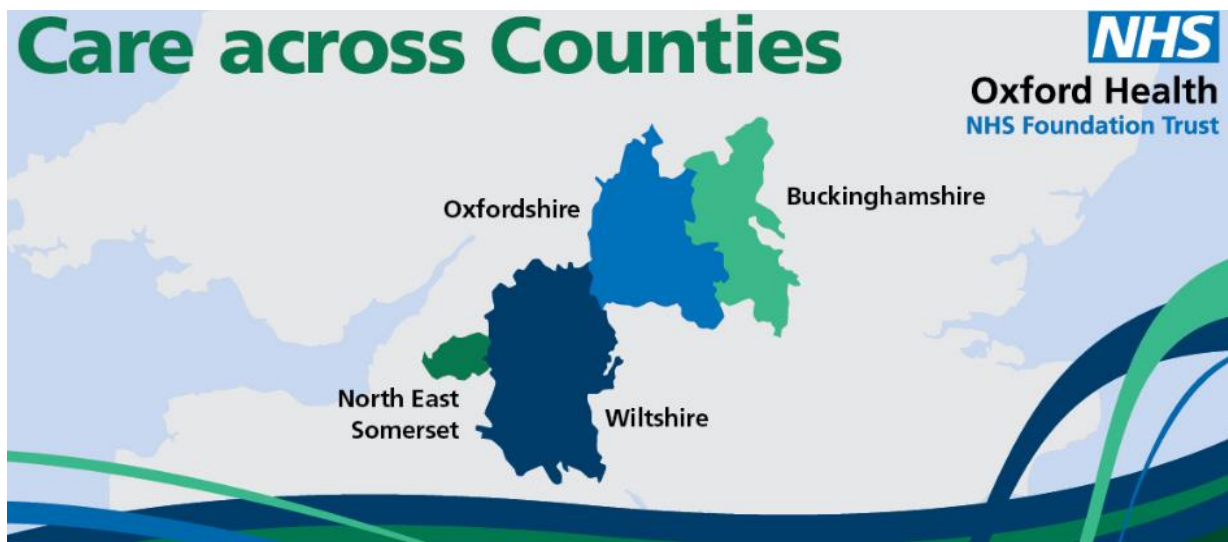 Care across Counties
NHS
Oxford Health
NHS Foundation Trust
Buckinghamshire
Oxfordshire
North East
Somerset
Wiltshire